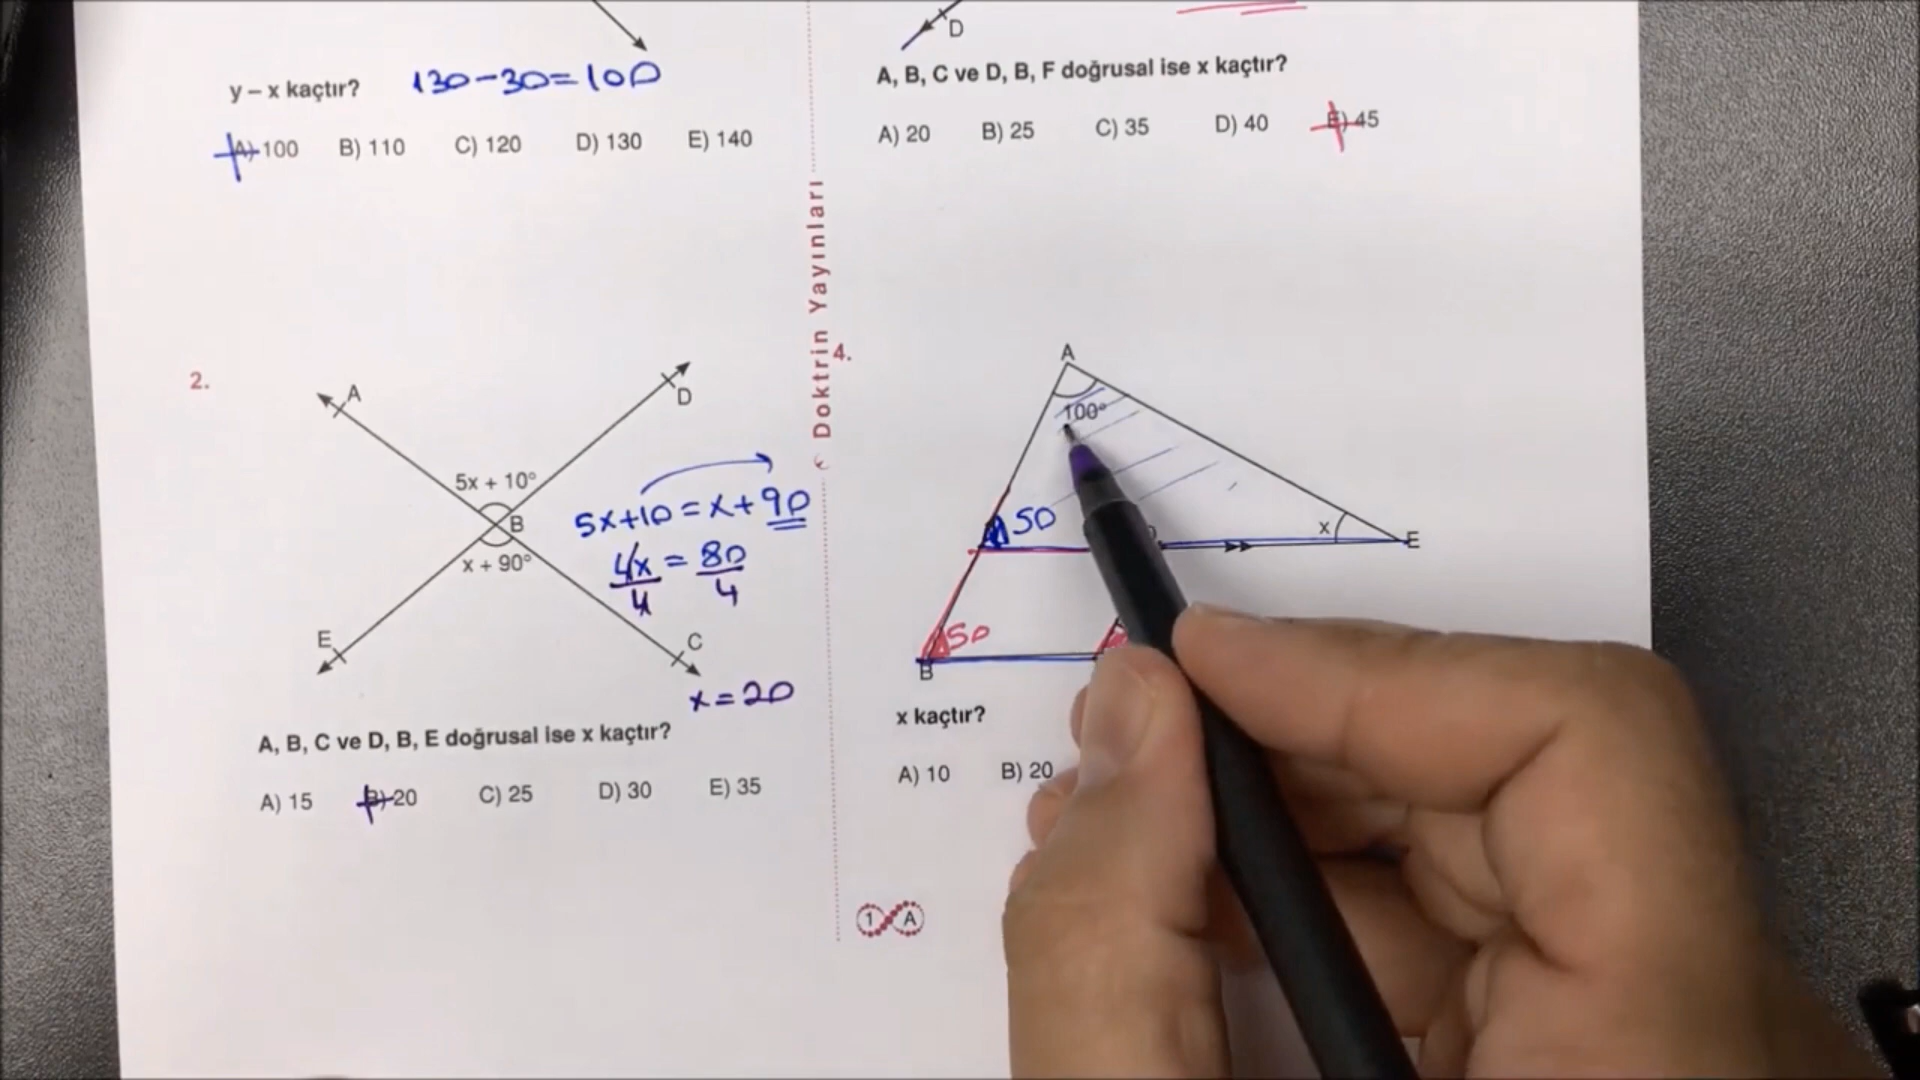 D
y – x kaçtır?
130-30=100
A) 100 B) 110 C) 120 D) 130 E) 140
A, B, C ve D, B, F doğrusal ise x kaçtır?
A) 20 B) 25 C) 35 D) 40 E) 45
Doktrin Yayınları
2.
A
D
5x + 10°
B
x + 90°
E
C
5x+10=x+90
4x = 80
4 4
x=20
A, B, C ve D, B, E doğrusal ise x kaçtır?
A) 15 B) 20 C) 25 D) 30 E) 35
4.
A
100°
50
x
E
50
B
x kaçtır?
A) 10 B) 20
1 A